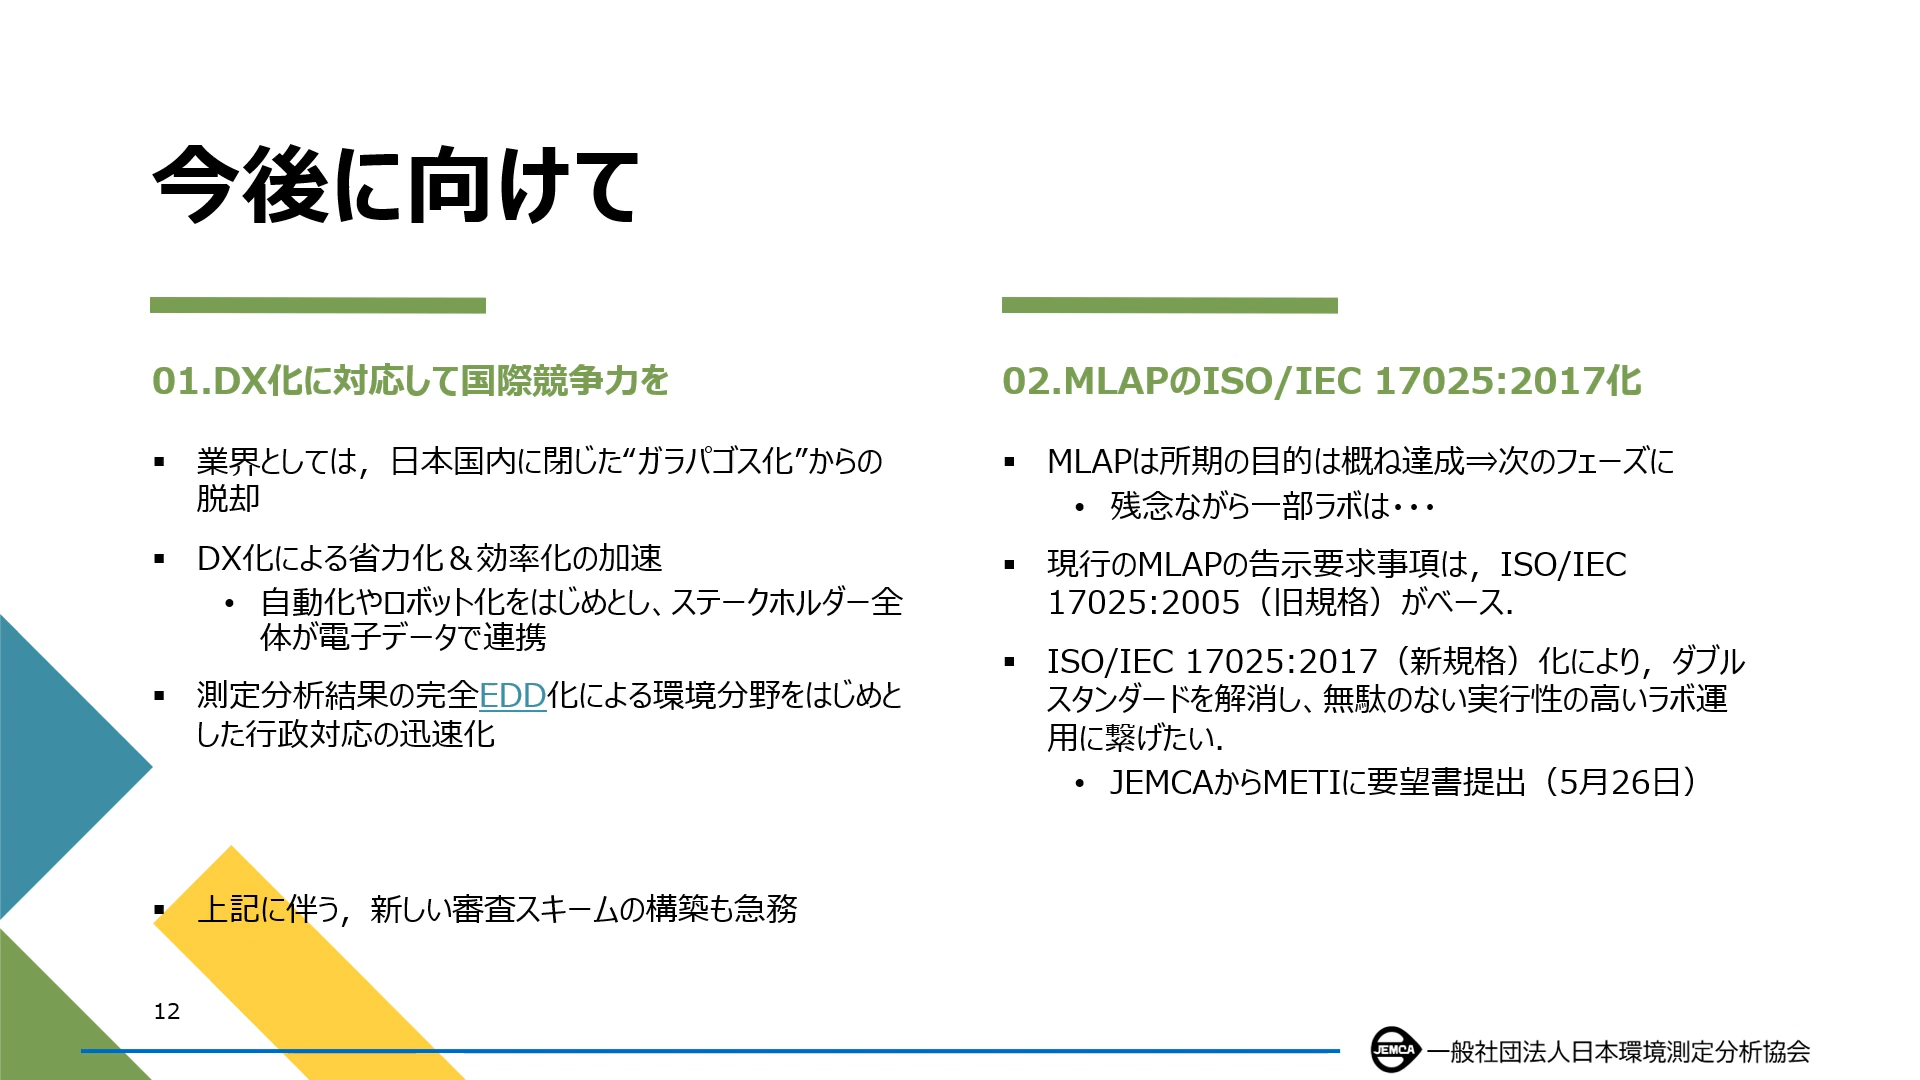 今後に向けて
01.DX化に対応して国際競争力を
▪ 業界としては，日本国内に閉じた“ガラパゴス化”からの
脱却
▪ DX化による省力化＆効率化の加速
• 自動化やロボット化をはじめとし、ステークホルダー全
体が電子データで連携
▪ 測定分析結果の完全EDD化による環境分野をはじめと
した行政対応の迅速化
▪ 上記に伴う，新しい審査スキームの構築も急務
02.MLAPのISO/IEC 17025:2017化
▪ MLAPは所期の目的は概ね達成⇒次のフェーズに
• 残念ながら一部ラボは・・・
▪ 現行のMLAPの告示要求事項は，ISO/IEC
17025:2005（旧規格）がベース．
▪ ISO/IEC 17025:2017（新規格）化により，ダブル
スタンダードを解消し、無駄のない実行性の高いラボ運
用に繋げたい．
• JEMCAからMETIに要望書提出（5月26日）
12
JEMCA 一般社団法人日本環境測定分析協会